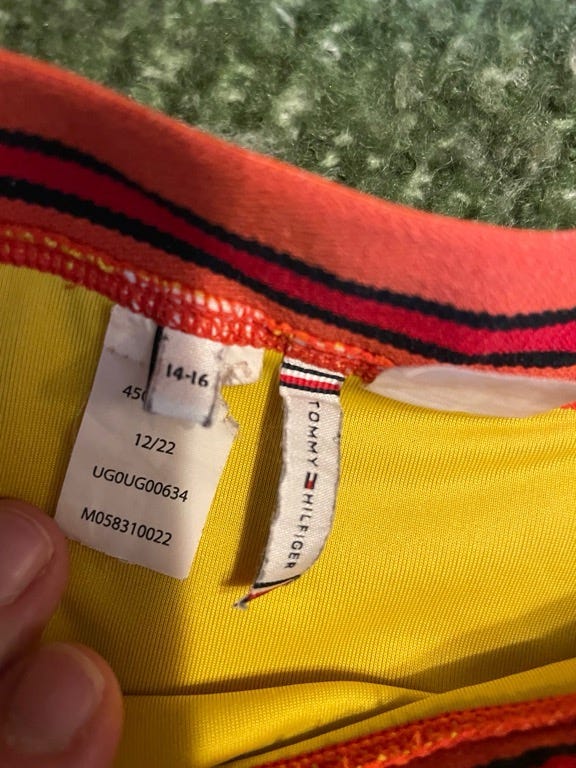 14-16
45
12/22
UG0UG00634
M058310022
TOMMY HILFIGER